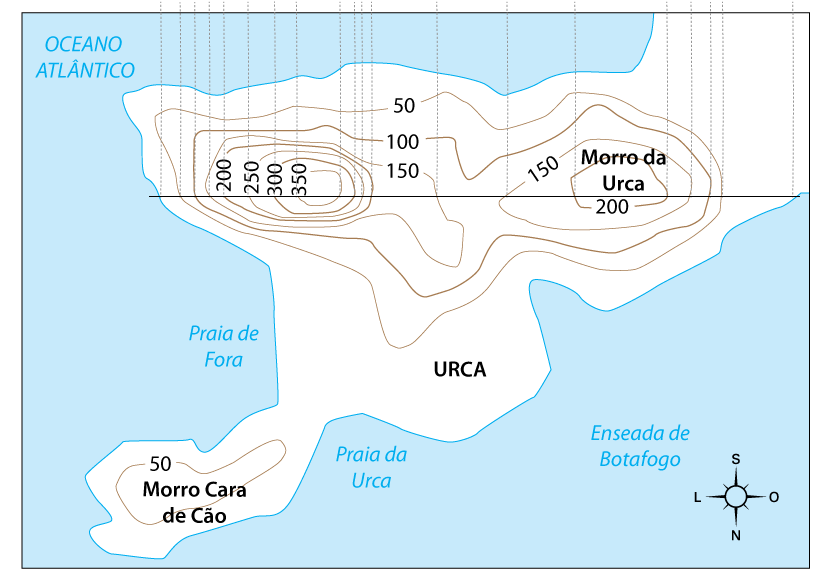 OCEANO
ATLÂNTICO
50
100
150
200
250
300
350
150
Morro da
Urca
200
Praia de
Fora
URCA
Praia da
Urca
Enseada de
Botafogo
50
Morro Cara
de Cão
S
L
O
N